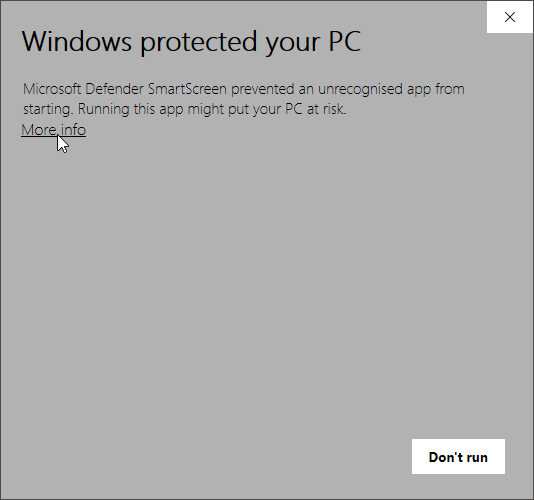 Windows protected your PC
Microsoft Defender SmartScreen prevented an unrecognised app from
starting. Running this app might put your PC at risk.
More info
Don't run